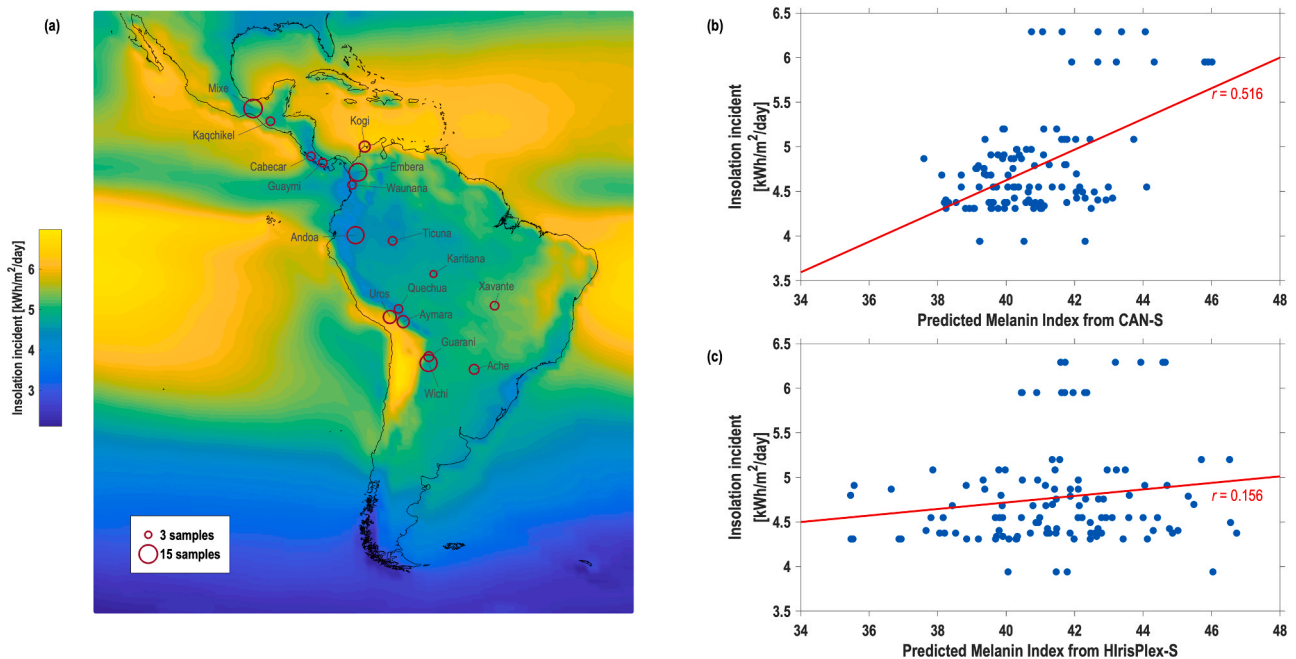 (a)
Mixe
Kaqchikel
Kogi
Cabecar
Guaymi
Embera
Waunana
Andoa
Ticuna
Karitiana
Quechua
Xavante
Uros
Aymara
Guarani
Ache
Wichi
Insolation incident [kWh/m²/day]
6
5
4
3
3 samples
15 samples
(b)
6.5
6
5.5
5
4.5
4
3.5
Insolation incident
[kWh/m²/day]
r = 0.516
34 36 38 40 42 44 46 48
Predicted Melanin Index from CAN-S
(c)
6.5
6
5.5
5
4.5
4
3.5
Insolation incident
[kWh/m²/day]
r = 0.156
34 36 38 40 42 44 46 48
Predicted Melanin Index from HIrisPlex-S